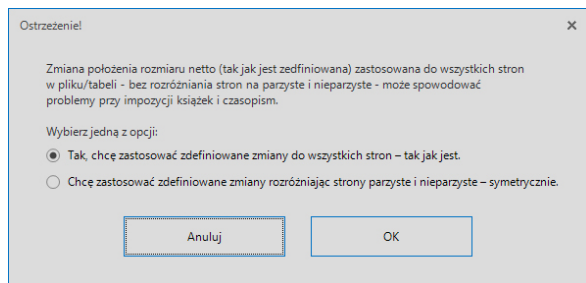 Ostrzeżenie!
Zmiana położenia rozmiaru netto (tak jak jest zedfiniowana) zastosowana do wszystkich stron
w pliku/tabeli - bez rozróżniania stron na parzyste i nieparzyste - może spowodować
problemy przy impozycji książek i czasopism.
Wybierz jedną z opcji:
Tak, chcę zastosować zdefiniowane zmiany do wszystkich stron – tak jak jest.
Chcę zastosować zdefiniowane zmiany rozróżniając strony parzyste i nieparzyste – symetrycznie.
Anuluj
OK